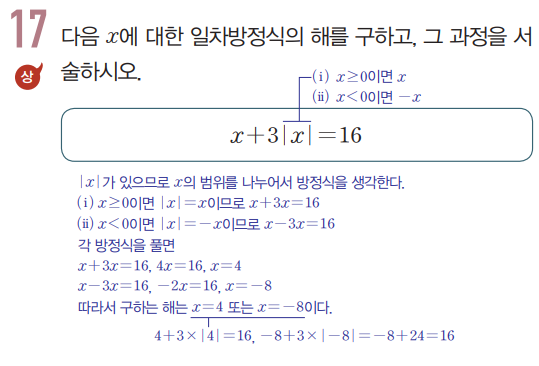 17
상
다음 x에 대한 일차방정식의 해를 구하고, 그 과정을 서
술하시오.
(ⅰ) x≥0이면 x
(ⅱ) x<0이면 -x
x+3|x|=16
|x|가 있으므로 x의 범위를 나누어서 방정식을 생각한다.
(ⅰ) x≥0이면 |x|=x이므로 x+3x=16
(ⅱ) x<0이면 |x|=-x이므로 x-3x=16
각 방정식을 풀면
x+3x=16, 4x=16, x=4
x-3x=16, -2x=16, x=-8
따라서 구하는 해는 x=4 또는 x=-8이다.
4+3×|4|=16, -8+3×|-8|=-8+24=16